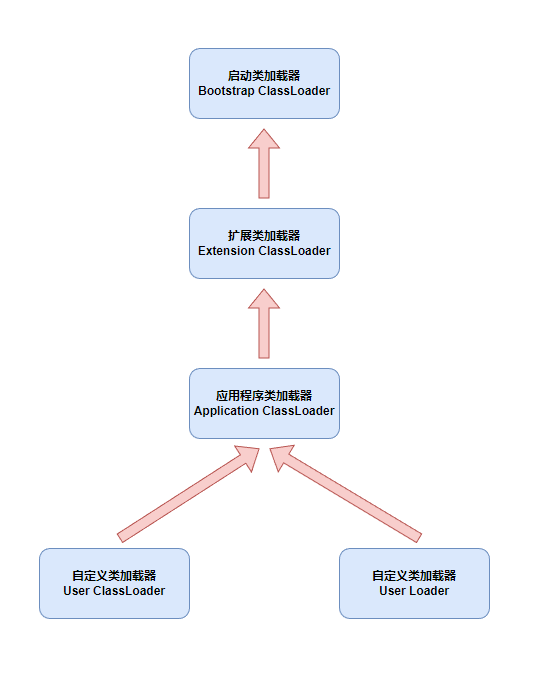 启动类加载器
Bootstrap ClassLoader
扩展类加载器
Extension ClassLoader
应用程序类加载器
Application ClassLoader
自定义类加载器
User ClassLoader
自定义类加载器
User Loader